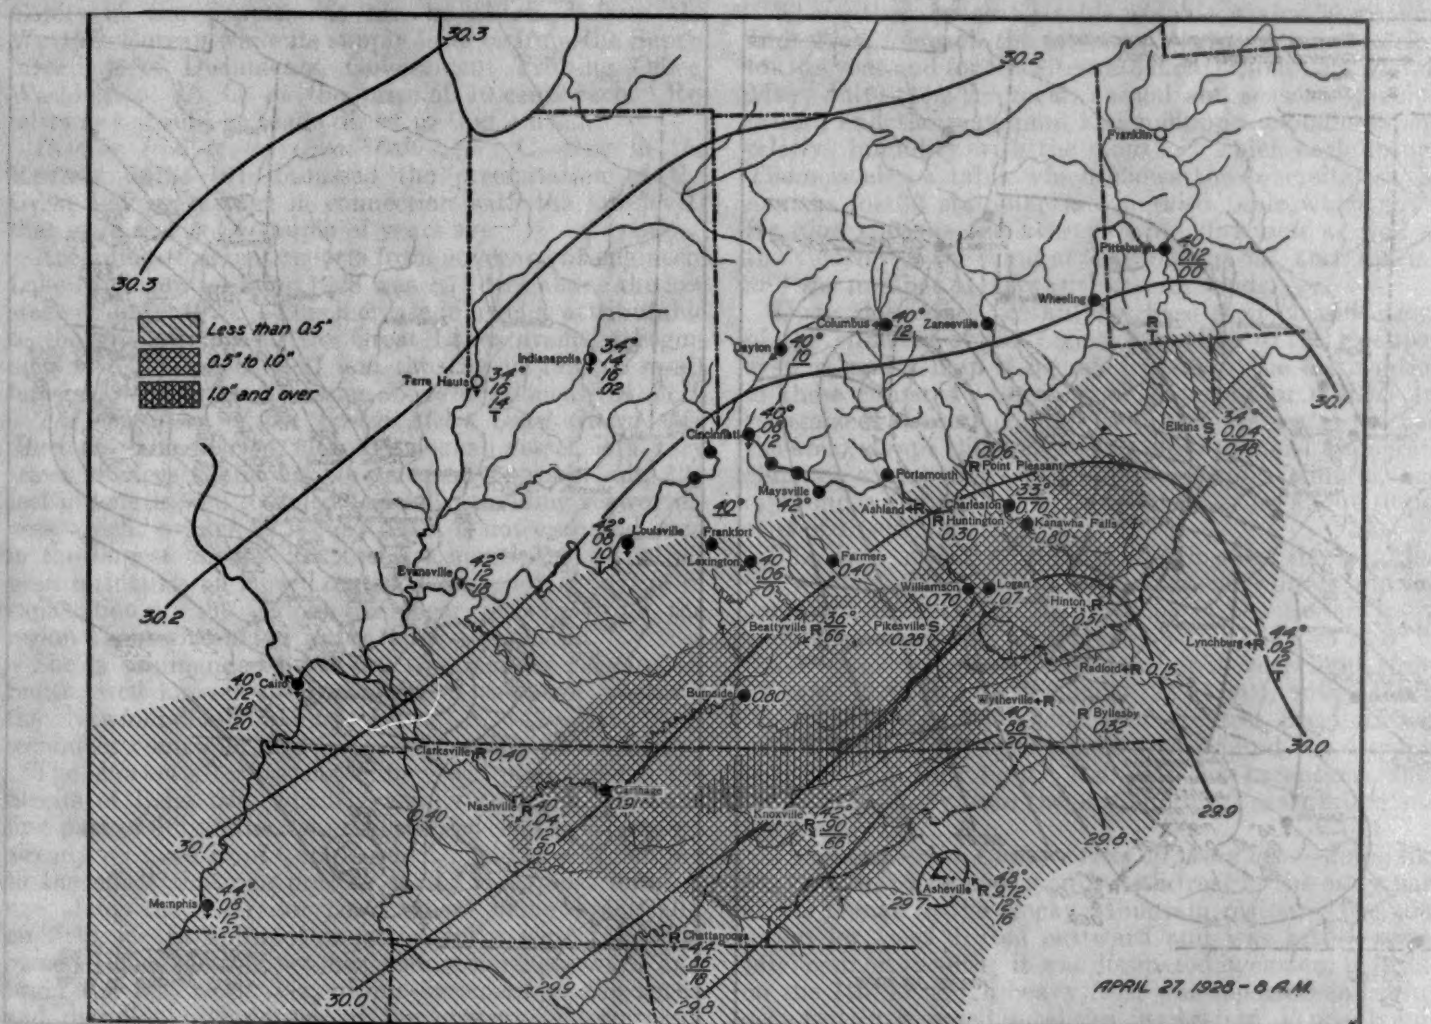 30.3
30.2
30.3
Franklin
Pittsburgh 40
0.12
.00
Wheeling
Less than 0.5"
0.5" to 1.0"
1.0" and over
Columbus 40°
.12
Zanesville
Dayton 40°
.10
Indianapolis 34°
.14
.16
.02
Terre Haute 34°
.16
.14
T
30.1
Elkins S 34°
0.04
0.48
Cincinnati 40°
.08
.12
Maysville
42°
Portsmouth
0.06
R Point Pleasant
Ashland R
Charleston 33°
0.70
R Huntington
0.30
Kanawha Falls
0.80
42°
.08
.10
T
Louisville
40°
Frankfort
Lexington 40
.06
Farmers
0.40
Evansville 42°
.12
.18
Williamson
0.70
Logan
1.07
Hinton R
0.51
30.2
Beattyville R 36°
.66
Pikesville S
0.28
Lynchburg R 44°
.02
.12
T
Radford R 0.15
40° Cairo
.12
.18
.20
Burnside 0.80
Wytheville R
40°
.86
.20
R Byllesby
0.32
30.0
Clarksville R 0.40
Nashville R 40
.04
.12
.80
Carthage
0.91
0.40
Knoxville R 42°
.90
.66
29.9
29.8
30.1
L
Asheville R 48°
9.72
.12
.16
29.7
Memphis 44°
.08
.12
.22
R Chattanooga
44
.86
.18
30.0
29.9
29.8
APRIL 27, 1928 - 8 A.M.